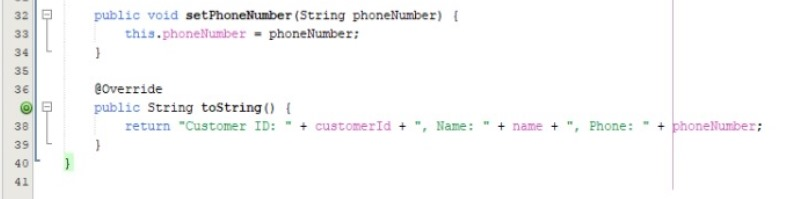 32 public void setPhoneNumber(String phoneNumber) {
33 this.phoneNumber = phoneNumber;
34 }
35
36 @Override
public String toString() {
38 return "Customer ID: " + customerId + ", Name: " + name + ", Phone: " + phoneNumber;
39 }
40 }
41